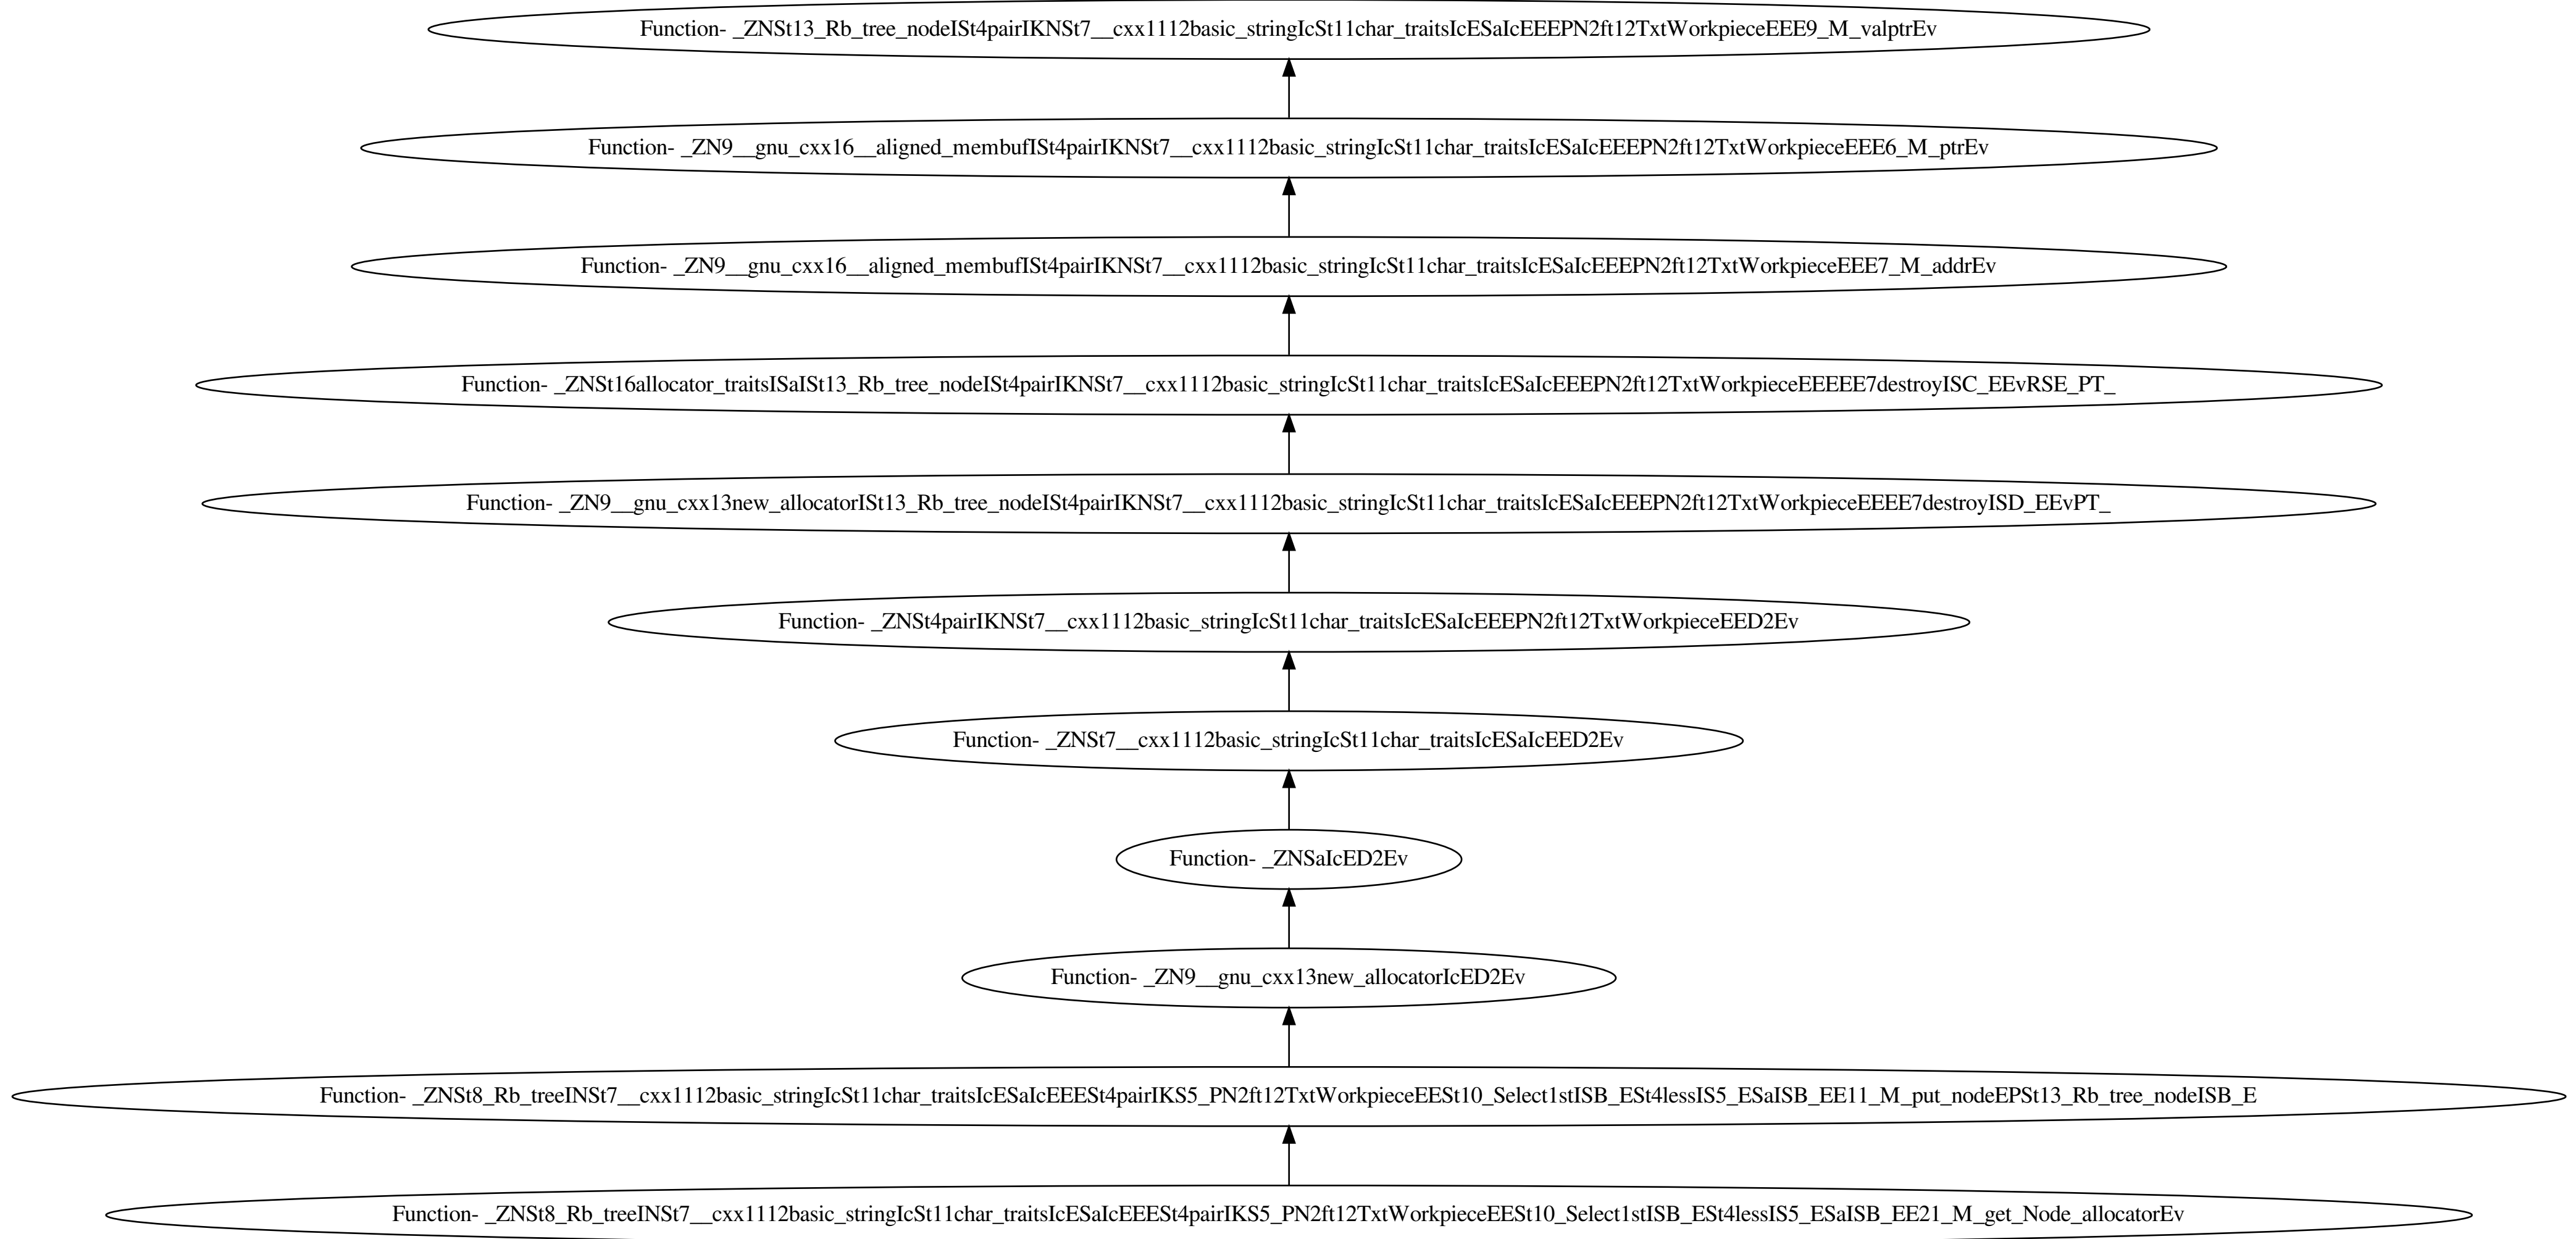 Function- _ZNSt13_Rb_tree_nodeISt4pairIKNSt7__cxx1112basic_stringIcSt11char_traitsIcESaIcEEEPN2ft12TxtWorkpieceEEE9_M_valptrEv
Function- _ZN9__gnu_cxx16__aligned_membufISt4pairIKNSt7__cxx1112basic_stringIcSt11char_traitsIcESaIcEEEPN2ft12TxtWorkpieceEEE6_M_ptrEv
Function- _ZN9__gnu_cxx16__aligned_membufISt4pairIKNSt7__cxx1112basic_stringIcSt11char_traitsIcESaIcEEEPN2ft12TxtWorkpieceEEE7_M_addrEv
Function- _ZNSt16allocator_traitsISaISt13_Rb_tree_nodeISt4pairIKNSt7__cxx1112basic_stringIcSt11char_traitsIcESaIcEEEPN2ft12TxtWorkpieceEEEEE7destroyISC_EEvRSE_PT_
Function- _ZN9__gnu_cxx13new_allocatorISt13_Rb_tree_nodeISt4pairIKNSt7__cxx1112basic_stringIcSt11char_traitsIcESaIcEEEPN2ft12TxtWorkpieceEEEE7destroyISD_EEvPT_
Function- _ZNSt4pairIKNSt7__cxx1112basic_stringIcSt11char_traitsIcESaIcEEEPN2ft12TxtWorkpieceEED2Ev
Function- _ZNSt7__cxx1112basic_stringIcSt11char_traitsIcESaIcEED2Ev
Function- _ZNSaIcED2Ev
Function- _ZN9__gnu_cxx13new_allocatorIcED2Ev
Function- _ZNSt8_Rb_treeINSt7__cxx1112basic_stringIcSt11char_traitsIcESaIcEEESt4pairIKS5_PN2ft12TxtWorkpieceEESt10_Select1stISB_ESt4lessIS5_ESaISB_EE11_M_put_nodeEPSt13_Rb_tree_nodeISB_E
Function- _ZNSt8_Rb_treeINSt7__cxx1112basic_stringIcSt11char_traitsIcESaIcEEESt4pairIKS5_PN2ft12TxtWorkpieceEESt10_Select1stISB_ESt4lessIS5_ESaISB_EE21_M_get_Node_allocatorEv